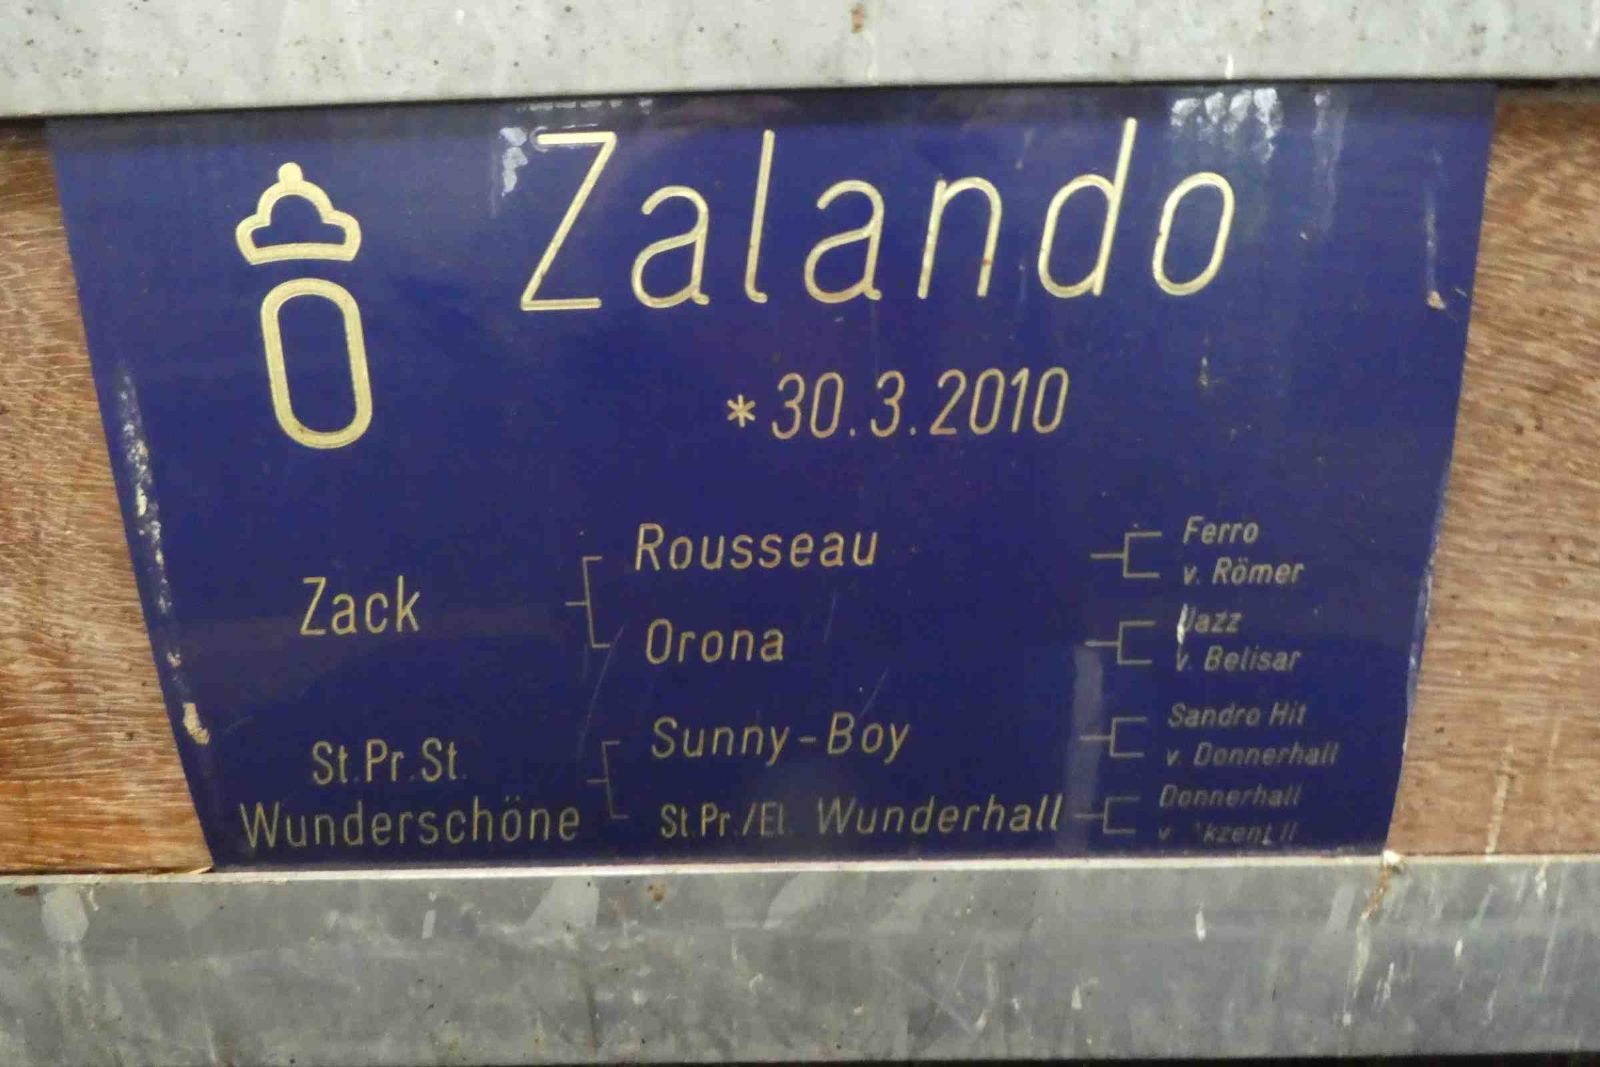 Zalando
*30.3.2010
Zack
Rousseau
Ferro
v. Römer
Orona
Jazz
v. Belisar
St.Pr.St.
Wunderschöne
Sunny-Boy
Sandro Hit
v. Donnerhall
St.Pr./El. Wunderhall
Donnerhall
v. II